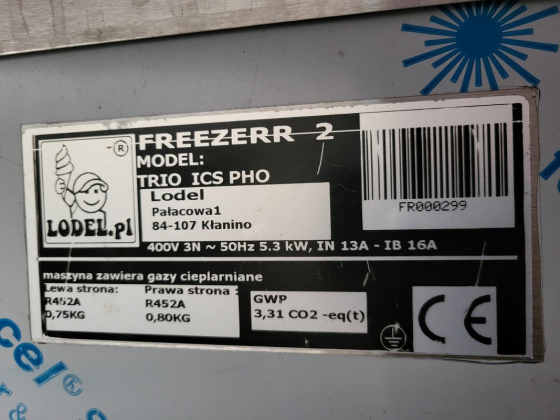 FREEZERR 2
MODEL:
TRIO ICS PHO
®
LODEL.pl
Lodel
Pałacowa1
84-107 Kłanino
FR000299
400V 3N ~ 50Hz 5.3 kW, IN 13A - IB 16A
maszyna zawiera gazy cieplarniane
Lewa strona:
R452A
0,75KG
Prawa strona :
R452A
0,80KG
GWP
3,31 CO2 -eq(t)
CE
cel®